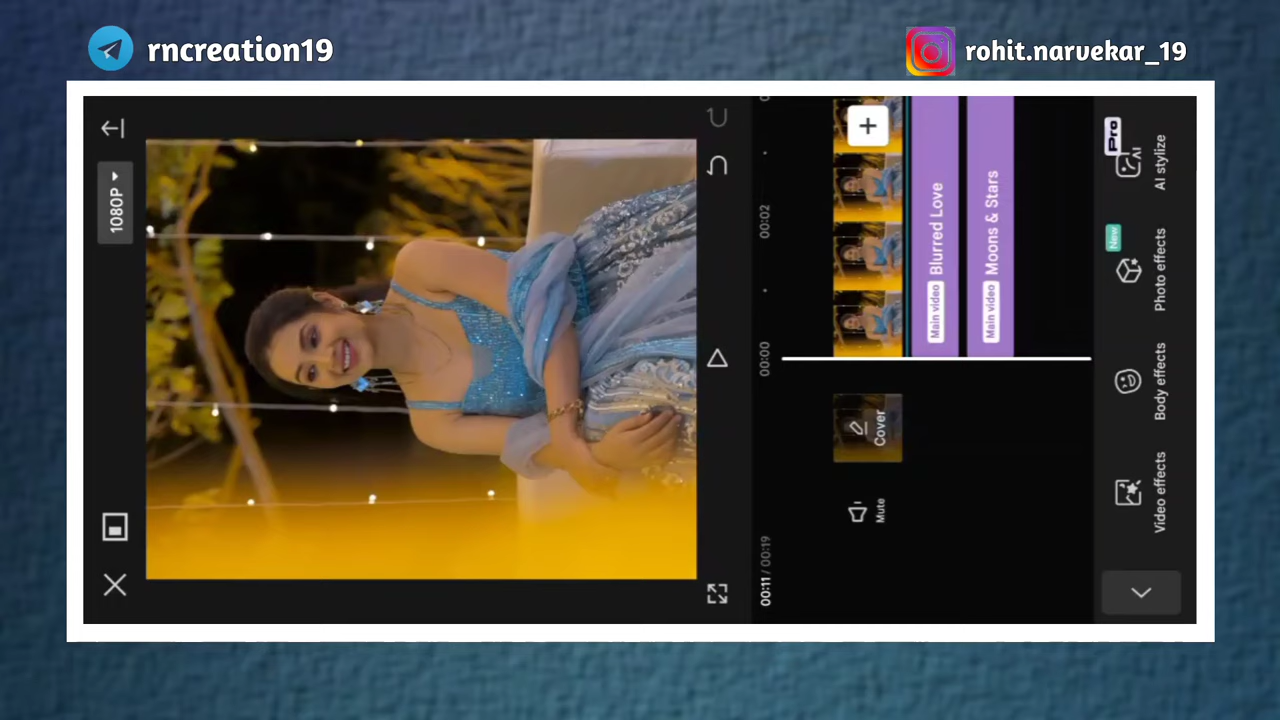 rncreation19
rohit.narvekar_19
1080P
00:11 / 00:19
00:00
00:02
Mute
Cover
Main video Blurred Love
Main video Moons & Stars
Video effects
Body effects
New
Photo effects
Pro
AI stylize